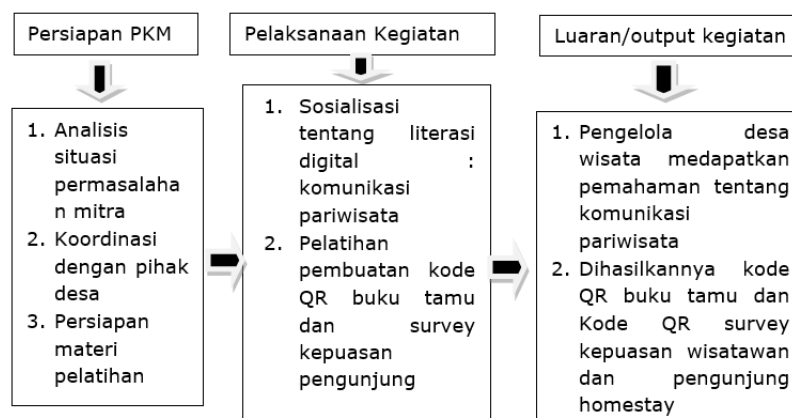 Persiapan PKM
1. Analisis
situasi
permasalaha
n mitra
2. Koordinasi
dengan pihak
desa
3. Persiapan
materi
pelatihan
Pelaksanaan Kegiatan
1. Sosialisasi
tentang literasi
digital :
komunikasi
pariwisata
2. Pelatihan
pembuatan kode
QR buku tamu
dan survey
kepuasan
pengunjung
Luaran/output kegiatan
1. Pengelola desa
wisata medapatkan
pemahaman tentang
komunikasi
pariwisata
2. Dihasilkannya kode
QR buku tamu dan
Kode QR survey
kepuasan wisatawan
dan pengunjung
homestay